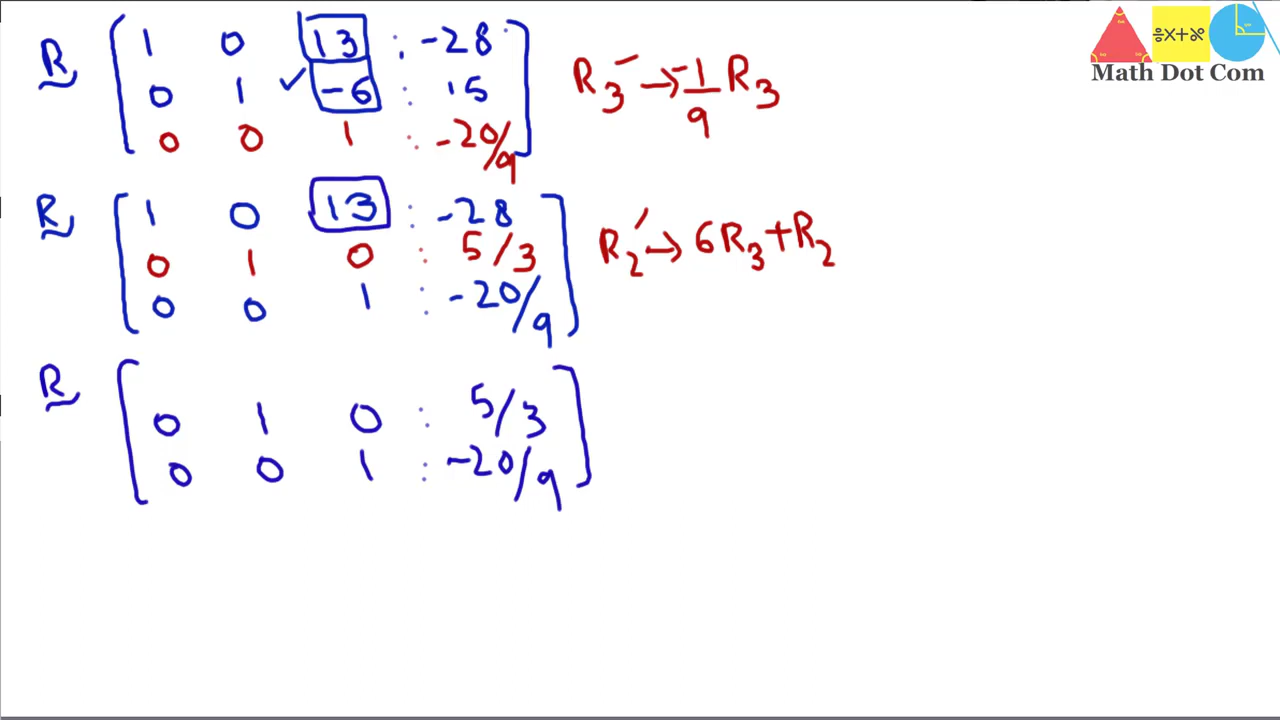 R 1 0 13 : -28
0 1 ✓ -6 : 15 R3' → -1/9 R3
0 0 1 : -20/9
R 1 0 13 : -28
0 1 0 : 5/3 R2' → 6R3+R2
0 0 1 : -20/9
R
0 1 0 : 5/3
0 0 1 : -20/9
÷×+%
Math Dot Com